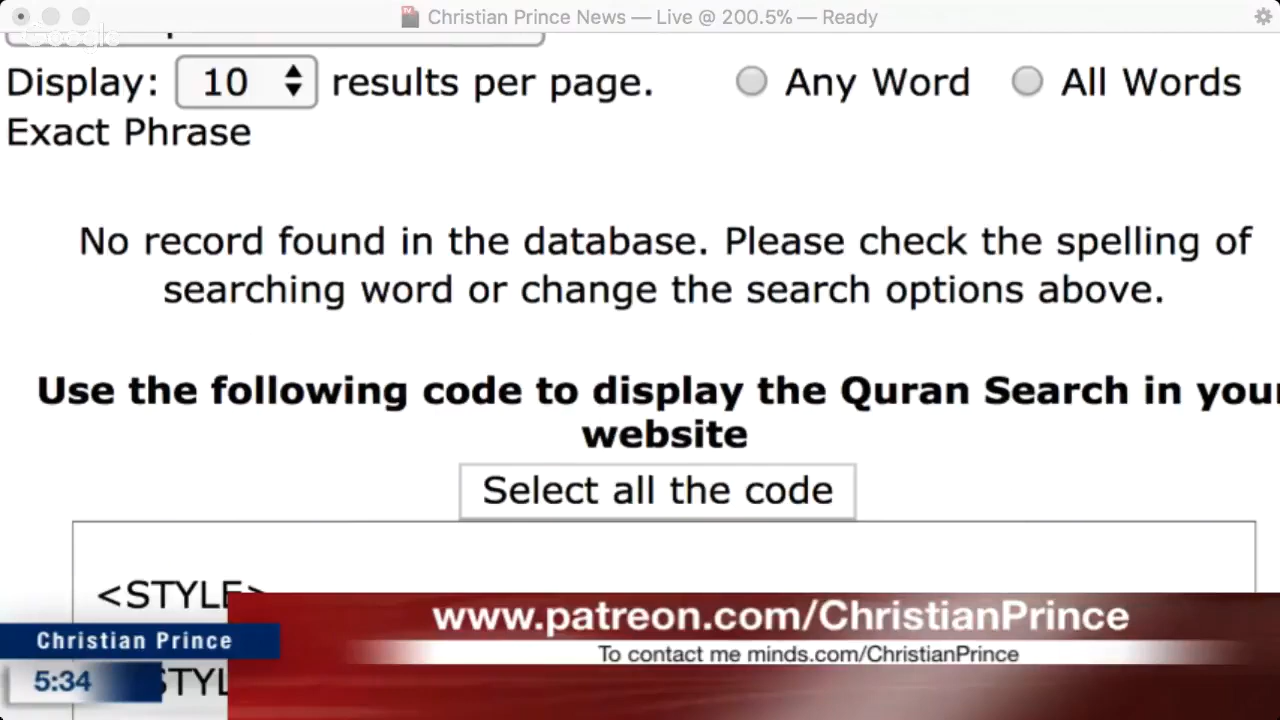 Christian Prince News — Live @ 200.5% — Ready
Google
Display: 10 results per page. Any Word All Words
Exact Phrase
No record found in the database. Please check the spelling of
searching word or change the search options above.
Use the following code to display the Quran Search in your
website
Select all the code
<STYLE>
www.patreon.com/ChristianPrince
To contact me minds.com/ChristianPrince
Christian Prince
5:34
STYL